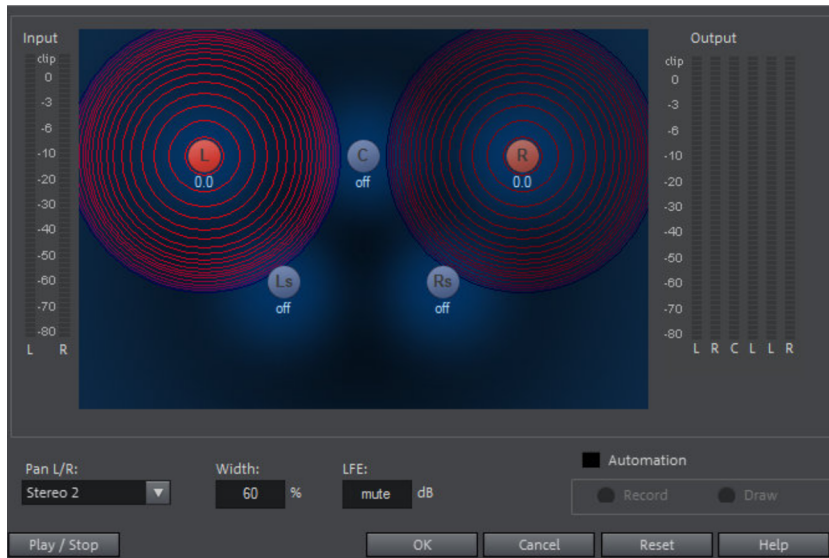 Input
Output
clip
0
-3
-6
-10
-20
-30
-40
-50
-60
-70
-80
L R
L
0.0
C
off
R
0.0
Ls
off
Rs
off
clip
0
-3
-6
-10
-20
-30
-40
-50
-60
-70
-80
L R C L L R
Pan L/R:
Stereo 2
Width:
60 %
LFE:
mute dB
Automation
Record Draw
Play / Stop OK Cancel Reset Help